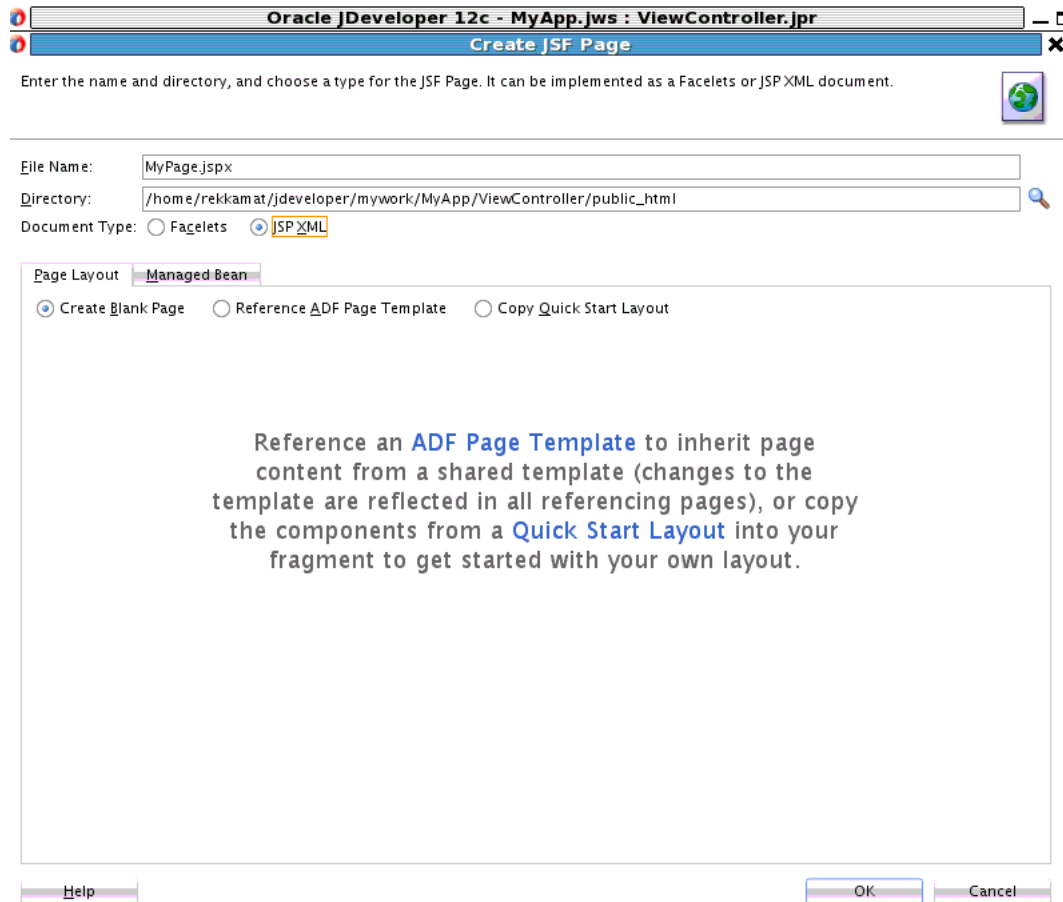 Oracle JDeveloper 12c - MyApp.jws : ViewController.jpr
Create JSF Page
Enter the name and directory, and choose a type for the JSF Page. It can be implemented as a Facelets or JSP XML document.
File Name: MyPage.jspx
Directory: /home/rekkamat/jdeveloper/mywork/MyApp/ViewController/public_html
Document Type: Facelets JSP XML
Page Layout Managed Bean
Create Blank Page Reference ADF Page Template Copy Quick Start Layout
Reference an ADF Page Template to inherit page
content from a shared template (changes to the
template are reflected in all referencing pages), or copy
the components from a Quick Start Layout into your
fragment to get started with your own layout.
Help OK Cancel